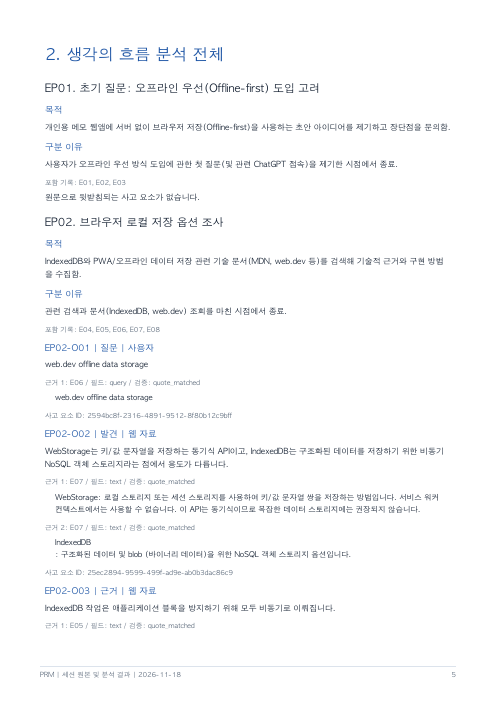 2. 생각의 흐름 분석 전체
EP01. 초기 질문: 오프라인 우선(Offline-first) 도입 고려
목적
개인용 메모 웹앱에 서버 없이 브라우저 저장(Offline-first)을 사용하는 초안 아이디어를 제기하고 장단점을 문의함.
구분 이유
사용자가 오프라인 우선 방식 도입에 관한 첫 질문(및 관련 ChatGPT 접속)을 제기한 시점에서 종료.
포함 기록: E01, E02, E03
원문으로 뒷받침되는 사고 요소가 없습니다.
EP02. 브라우저 로컬 저장 옵션 조사
목적
IndexedDB와 PWA/오프라인 데이터 저장 관련 기술 문서(MDN, web.dev 등)를 검색해 기술적 근거와 구현 방법
을 수집함.
구분 이유
관련 검색과 문서(IndexedDB, web.dev) 조회를 마친 시점에서 종료.
포함 기록: E04, E05, E06, E07, E08
EP02-O01 | 질문 | 사용자
web.dev offline data storage
근거 1: E06 / 필드: query / 검증: quote_matched
web.dev offline data storage
사고 요소 ID: 2594bc8f-2316-4891-9512-8f80b12c9bff
EP02-O02 | 발견 | 웹 자료
WebStorage는 키/값 문자열을 저장하는 동기식 API이고, IndexedDB는 구조화된 데이터를 저장하기 위한 비동기
NoSQL 객체 스토리지라는 점에서 용도가 다릅니다.
근거 1: E07 / 필드: text / 검증: quote_matched
WebStorage: 로컬 스토리지 또는 세션 스토리지를 사용하여 키/값 문자열 쌍을 저장하는 방법입니다. 서비스 워커
컨텍스트에서는 사용할 수 없습니다. 이 API는 동기식이므로 복잡한 데이터 스토리지에는 권장되지 않습니다.
근거 2: E07 / 필드: text / 검증: quote_matched
IndexedDB
: 구조화된 데이터 및 blob (바이너리 데이터)을 위한 NoSQL 객체 스토리지 옵션입니다.
사고 요소 ID: 25ec2894-9599-499f-ad9e-ab0b3dac86c9
EP02-O03 | 근거 | 웹 자료
IndexedDB 작업은 애플리케이션 블록을 방지하기 위해 모두 비동기로 이뤄집니다.
근거 1: E05 / 필드: text / 검증: quote_matched
PRM | 세션 원본 및 분석 결과 | 2026-11-18
5